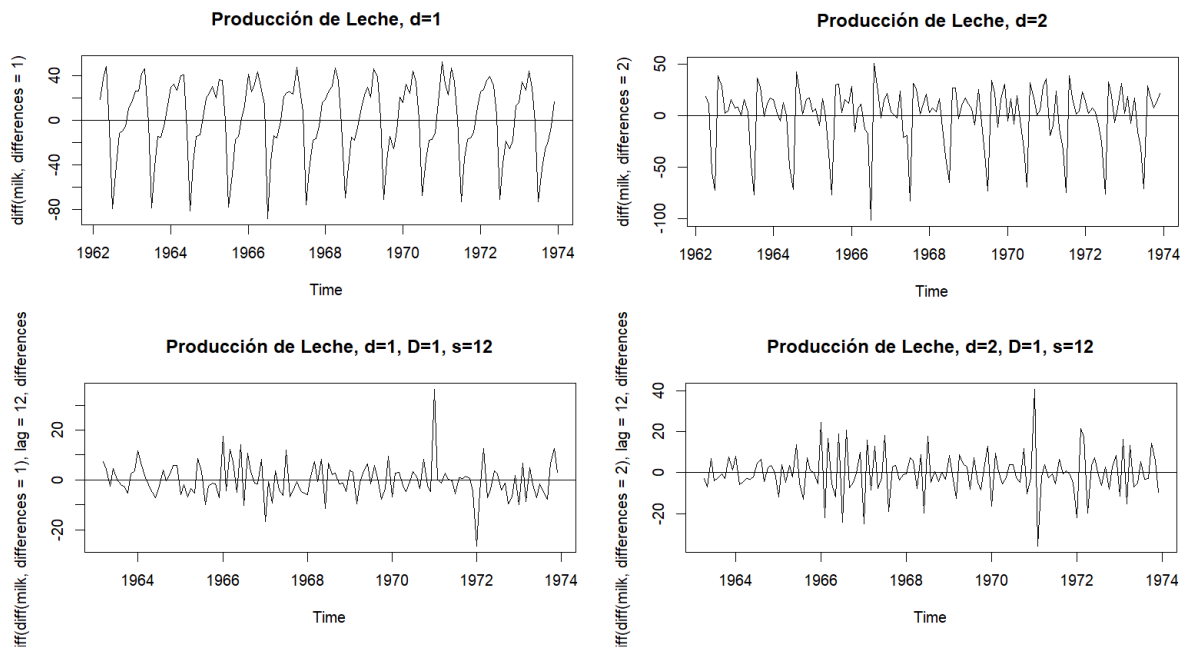 Producción de Leche, d=1
diff(milk, differences = 1)
40
0
-40
-80
1962 1964 1966 1968 1970 1972 1974
Time
Producción de Leche, d=2
diff(milk, differences = 2)
50
0
-50
-100
1962 1964 1966 1968 1970 1972 1974
Time
Producción de Leche, d=1, D=1, s=12
iff(diff(milk, differences = 1), lag = 12, differences
20
0
-20
1964 1966 1968 1970 1972 1974
Time
Producción de Leche, d=2, D=1, s=12
iff(diff(milk, differences = 2), lag = 12, differences
40
20
0
-20
1964 1966 1968 1970 1972 1974
Time